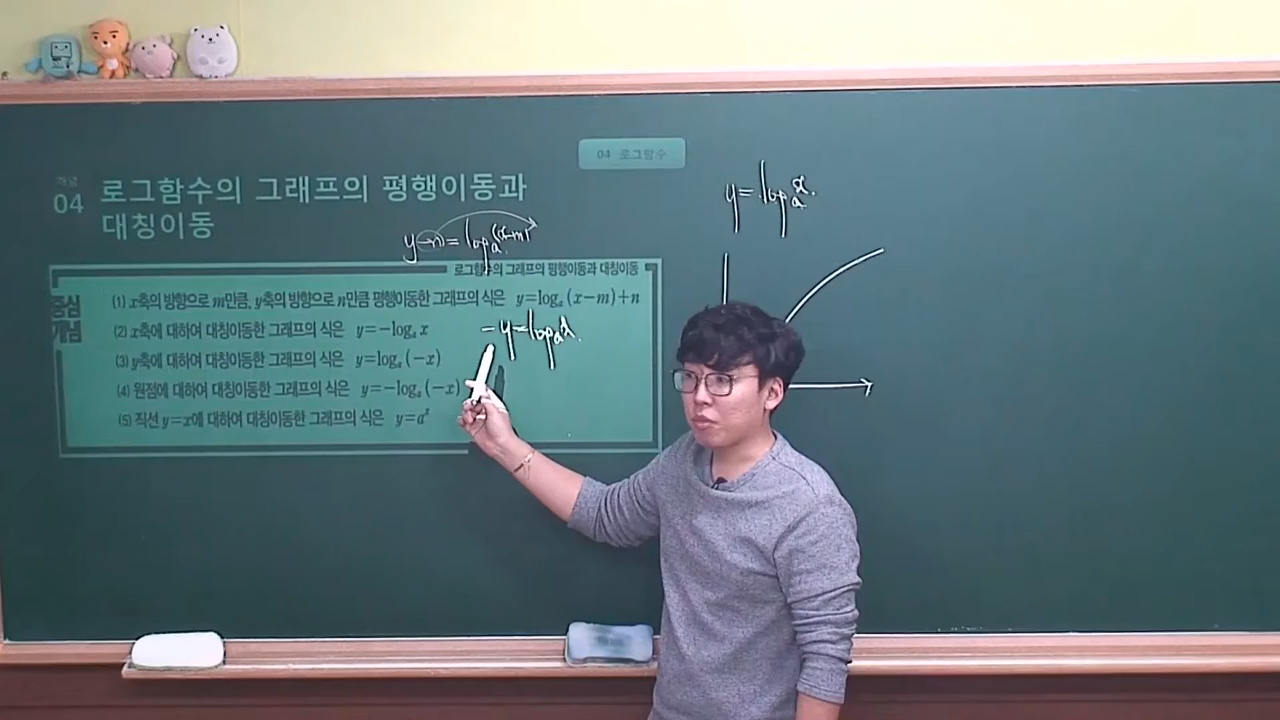 04 로그함수
개념
04
로그함수의 그래프의 평행이동과
대칭이동
y = log_a x.
y-n = log_a (x-m)
로그함수의 그래프의 평행이동과 대칭이동
중심
개념
(1) x축의 방향으로 m만큼, y축의 방향으로 n만큼 평행이동한 그래프의 식은 y=logₐ(x−m)+n
(2) x축에 대하여 대칭이동한 그래프의 식은 y=−logₐ x
-y = log_a x.
(3) y축에 대하여 대칭이동한 그래프의 식은 y=logₐ(−x)
(4) 원점에 대하여 대칭이동한 그래프의 식은 y=−logₐ(−x)
(5) 직선 y=x에 대하여 대칭이동한 그래프의 식은 y=aˣ